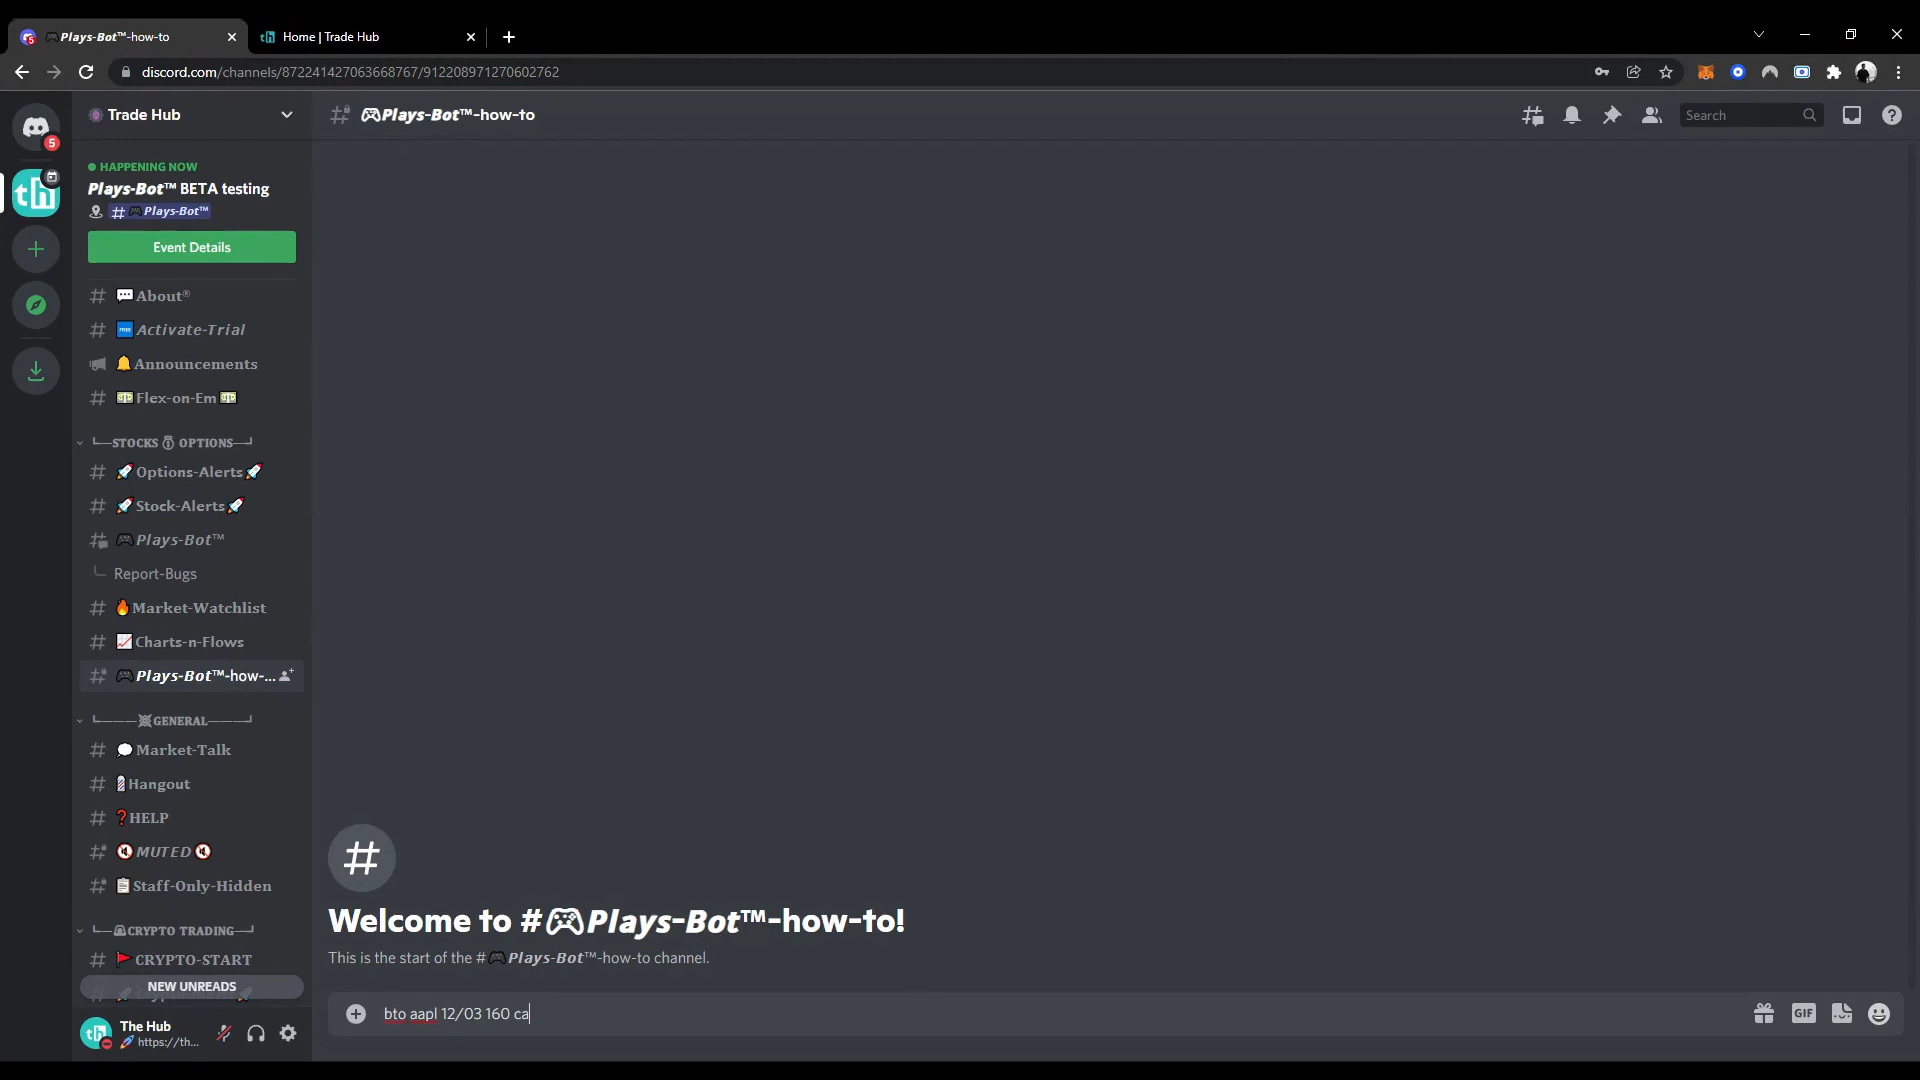 5 🎮Plays-Bot™-how-to
th Home | Trade Hub
discord.com/channels/872241427063668767/912208971270602762
Trade Hub
🎮Plays-Bot™-how-to
Search
5
th
HAPPENING NOW
Plays-Bot™ BETA testing
# 🎮Plays-Bot™
Event Details
# 💬About®
# 🆓Activate-Trial
🔔Announcements
# 💵Flex-on-Em💵
╙─STOCKS 💰 OPTIONS─╜
# 🚀Options-Alerts🚀
# 🚀Stock-Alerts🚀
# 🎮Plays-Bot™
Report-Bugs
# 🔥Market-Watchlist
# 📈Charts-n-Flows
# 🎮Plays-Bot™-how-...
GENERAL
# 💭Market-Talk
# 💈Hangout
# ❓HELP
# 🔇MUTED🔇
# 📋Staff-Only-Hidden
CRYPTO TRADING
# 🚩CRYPTO-START
NEW UNREADS
Welcome to #🎮Plays-Bot™-how-to!
This is the start of the #🎮Plays-Bot™-how-to channel.
bto aapl 12/03 160 ca
GIF
th The Hub
🚀 https://th...